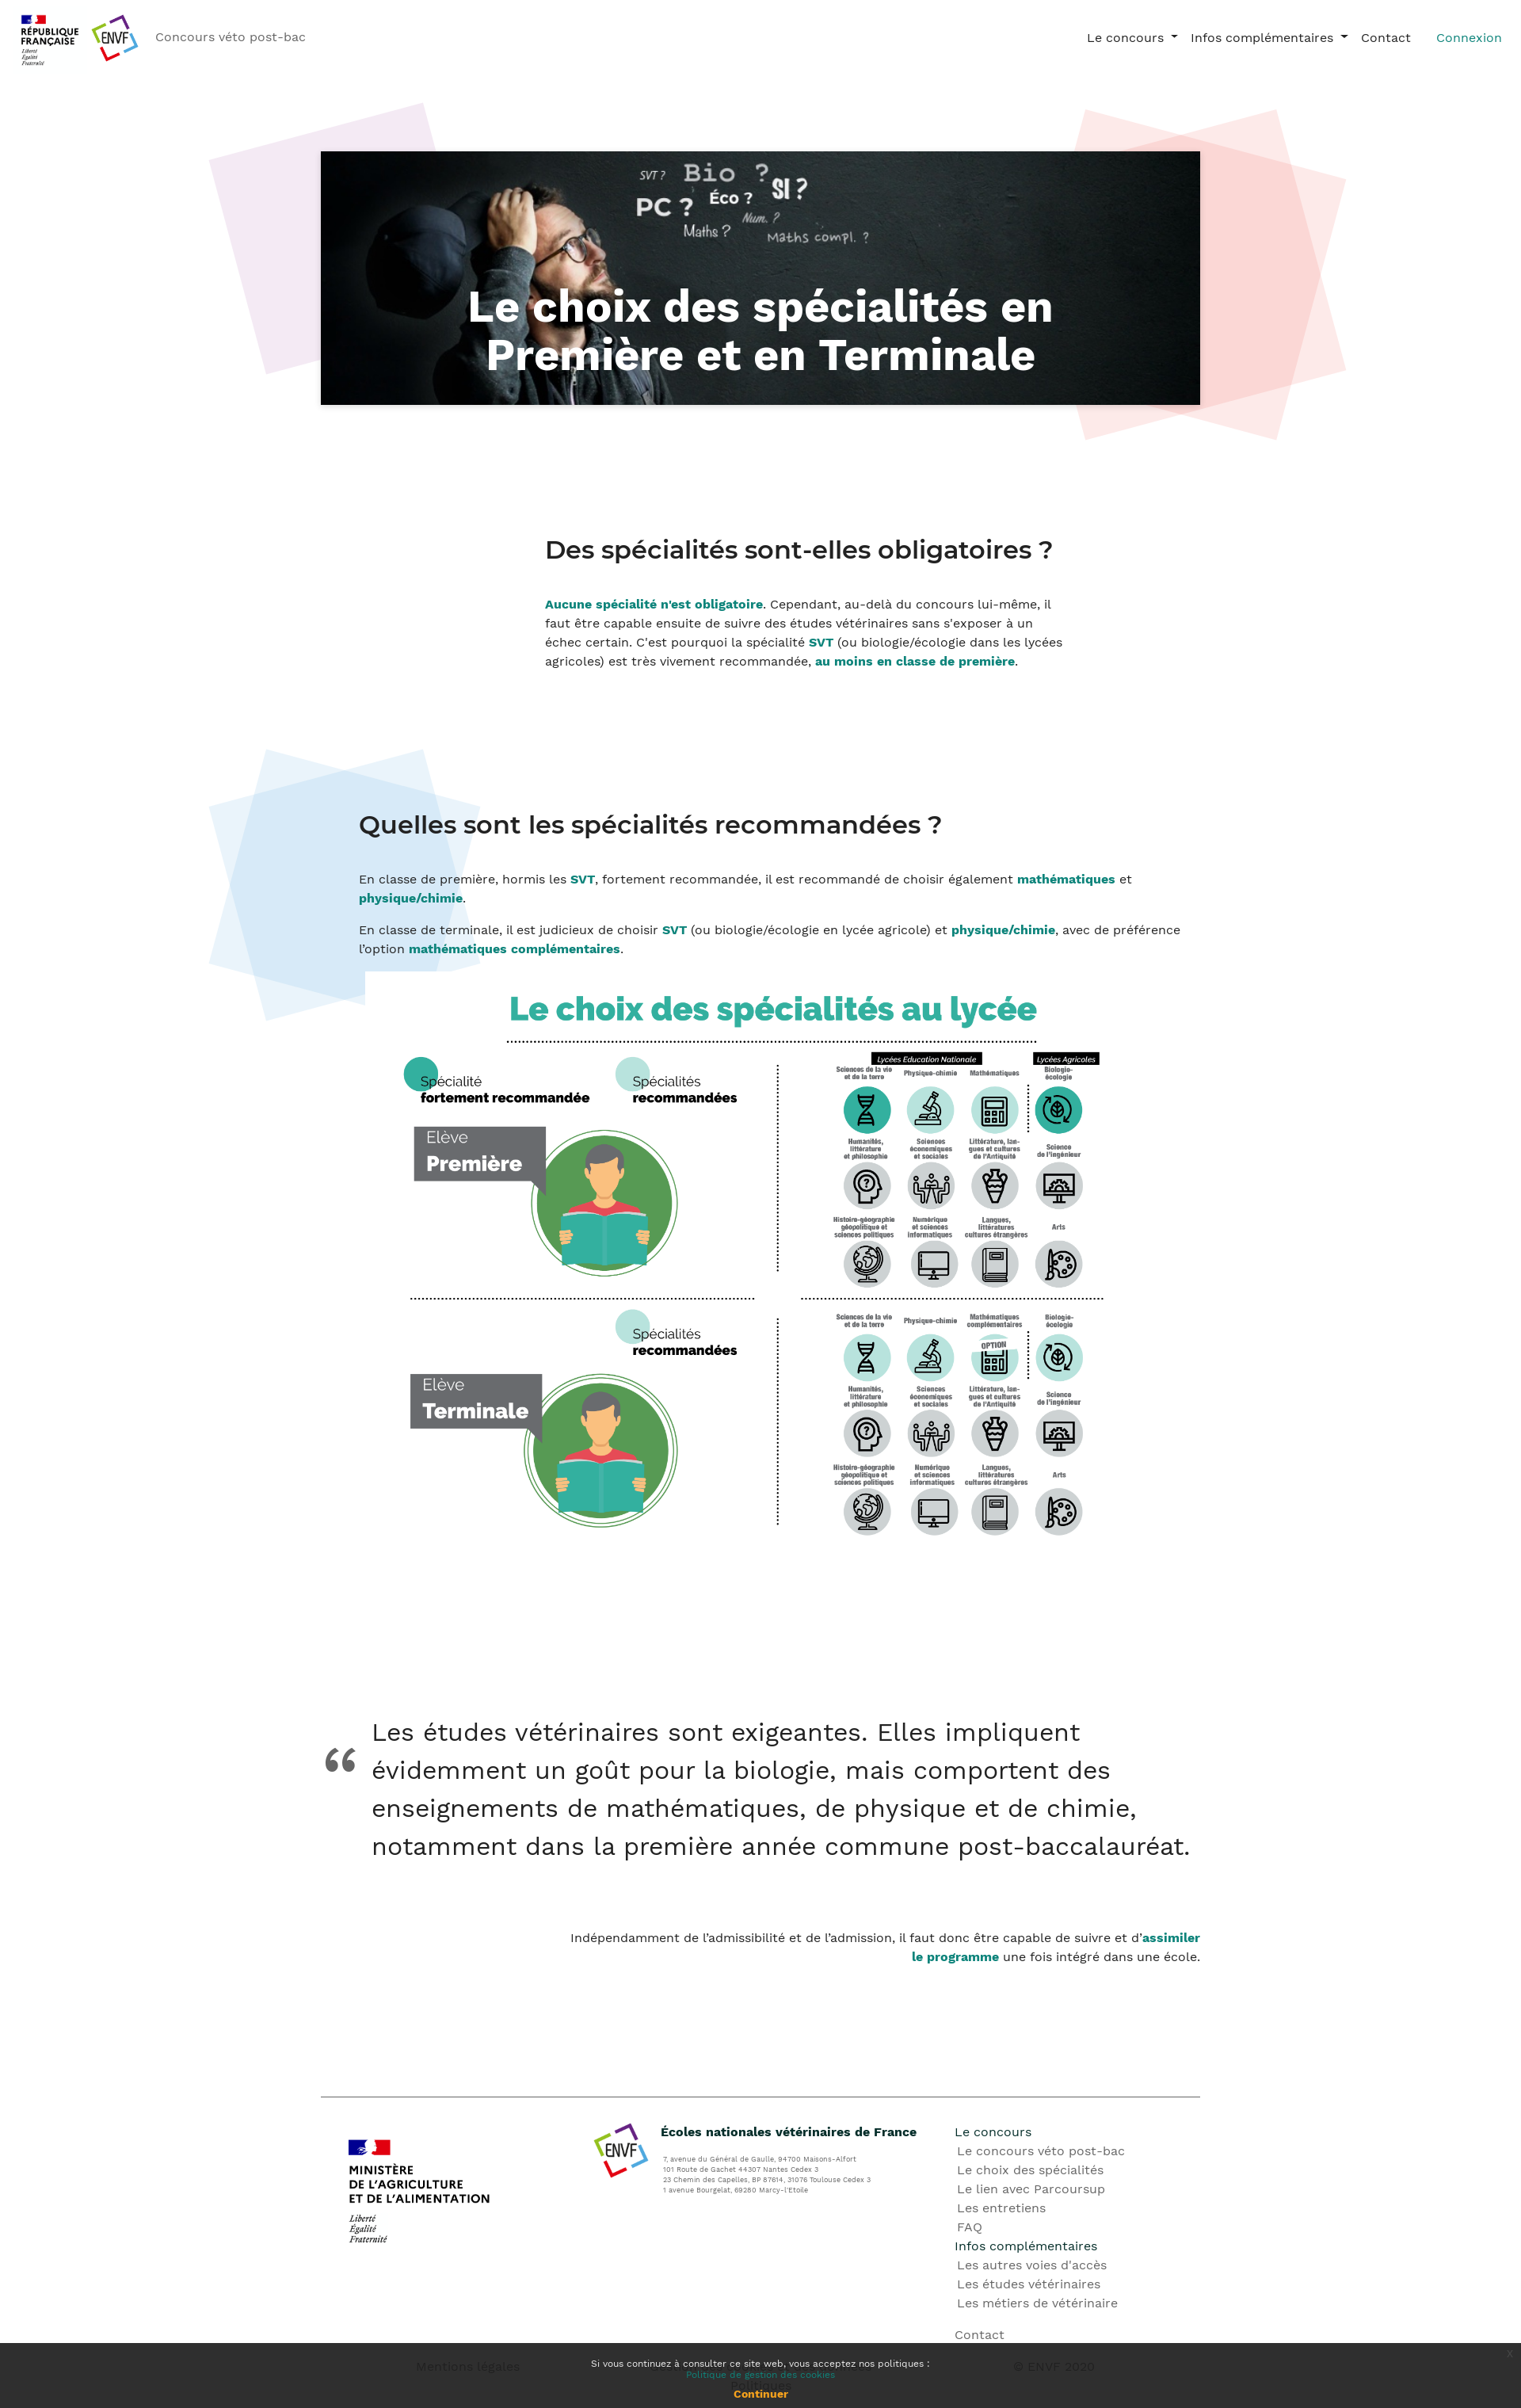 RÉPUBLIQUE
FRANÇAISE
Liberté
Égalité
Fraternité
ENVF
Concours véto post-bac
Le concours
Infos complémentaires
Contact
Connexion
SVT ?
Bio ?
PC ?
Éco ?
SI ?
Num. ?
Maths ?
Maths compl. ?
Le choix des spécialités en
Première et en Terminale
Des spécialités sont-elles obligatoires ?
Aucune spécialité n'est obligatoire. Cependant, au-delà du concours lui-même, il
faut être capable ensuite de suivre des études vétérinaires sans s'exposer à un
échec certain. C'est pourquoi la spécialité SVT (ou biologie/écologie dans les lycées
agricoles) est très vivement recommandée, au moins en classe de première.
Quelles sont les spécialités recommandées ?
En classe de première, hormis les SVT, fortement recommandée, il est recommandé de choisir également mathématiques et
physique/chimie.
En classe de terminale, il est judicieux de choisir SVT (ou biologie/écologie en lycée agricole) et physique/chimie, avec de préférence
l’option mathématiques complémentaires.
Le choix des spécialités au lycée
Spécialité
fortement recommandée
Spécialités
recommandées
Elève
Première
Lycées Education Nationale
Lycées Agricoles
Sciences de la vie
et de la terre
Physique-chimie
Mathématiques
Biologie-
écologie
Humanités,
littérature
et philosophie
Sciences
économiques
et sociales
Littérature, lan-
gues et cultures
de l'Antiquité
Science
de l'ingénieur
Histoire-géographie
géopolitique et
sciences politiques
Numérique
et sciences
informatiques
Langues,
littératures
cultures étrangères
Arts
Spécialités
recommandées
Elève
Terminale
Sciences de la vie
et de la terre
Physique-chimie
Mathématiques
complémentaires
OPTION
Biologie-
écologie
Humanités,
littérature
et philosophie
Sciences
économiques
et sociales
Littérature, lan-
gues et cultures
de l'Antiquité
Science
de l'ingénieur
Histoire-géographie
géopolitique et
sciences politiques
Numérique
et sciences
informatiques
Langues,
littératures
cultures étrangères
Arts
“ Les études vétérinaires sont exigeantes. Elles impliquent
évidemment un goût pour la biologie, mais comportent des
enseignements de mathématiques, de physique et de chimie,
notamment dans la première année commune post-baccalauréat.
Indépendamment de l’admissibilité et de l’admission, il faut donc être capable de suivre et d’assimiler
le programme une fois intégré dans une école.
MINISTÈRE
DE L’AGRICULTURE
ET DE L’ALIMENTATION
Liberté
Égalité
Fraternité
ENVF
Écoles nationales vétérinaires de France
7, avenue du Général de Gaulle, 94700 Maisons-Alfort
101 Route de Gachet 44307 Nantes Cedex 3
23 Chemin des Capelles, BP 87614, 31076 Toulouse Cedex 3
1 avenue Bourgelat, 69280 Marcy-l'Etoile
Le concours
Le concours véto post-bac
Le choix des spécialités
Le lien avec Parcoursup
Les entretiens
FAQ
Infos complémentaires
Les autres voies d'accès
Les études vétérinaires
Les métiers de vétérinaire
Contact
Mentions légales
© ENVF 2020
Si vous continuez à consulter ce site web, vous acceptez nos politiques :
Politique de gestion des cookies
Continuer
x